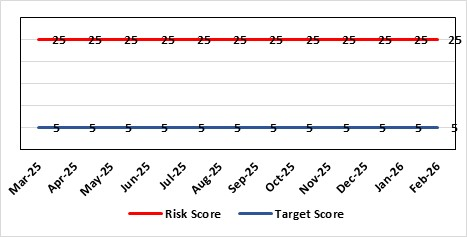 25 25 25 25 25 25 25 25 25 25 25 25
5 5 5 5 5 5 5 5 5 5 5 5
Mar-25 Apr-25 May-25 Jun-25 Jul-25 Aug-25 Sep-25 Oct-25 Nov-25 Dec-25 Jan-26 Feb-26
Risk Score Target Score